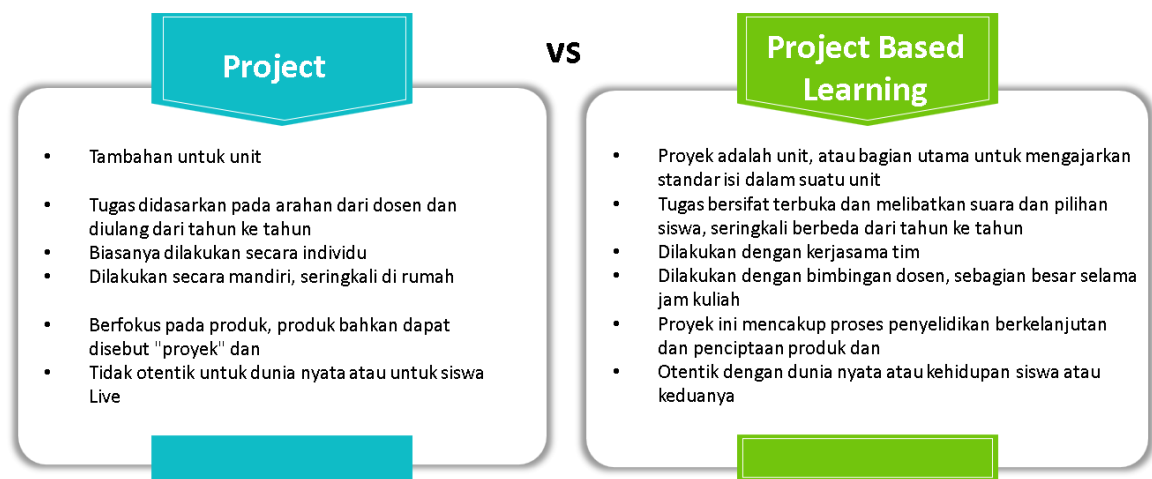 Project
vs
Project Based
Learning
• Tambahan untuk unit
• Tugas didasarkan pada arahan dari dosen dan
diulang dari tahun ke tahun
• Biasanya dilakukan secara individu
• Dilakukan secara mandiri, seringkali di rumah
• Berfokus pada produk, produk bahkan dapat
disebut "proyek" dan
• Tidak otentik untuk dunia nyata atau untuk siswa
Live
• Proyek adalah unit, atau bagian utama untuk mengajarkan
standar isi dalam suatu unit
• Tugas bersifat terbuka dan melibatkan suara dan pilihan
siswa, seringkali berbeda dari tahun ke tahun
• Dilakukan dengan kerjasama tim
• Dilakukan dengan bimbingan dosen, sebagian besar selama
jam kuliah
• Proyek ini mencakup proses penyelidikan berkelanjutan
dan penciptaan produk dan
• Otentik dengan dunia nyata atau kehidupan siswa atau
keduanya